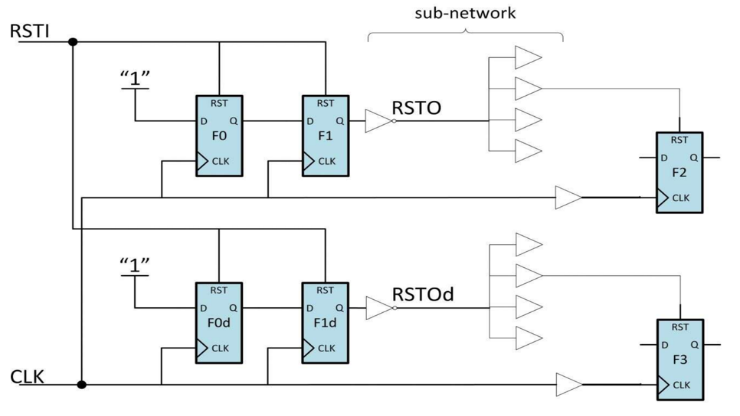 sub-network
RSTI
"1"
RST
RST
RSTO
D Q
D Q
F0
F1
CLK
CLK
RST
D Q
F2
CLK
"1"
RST
RST
RSTOd
D Q
D Q
F0d
F1d
CLK
CLK
RST
D Q
F3
CLK
CLK